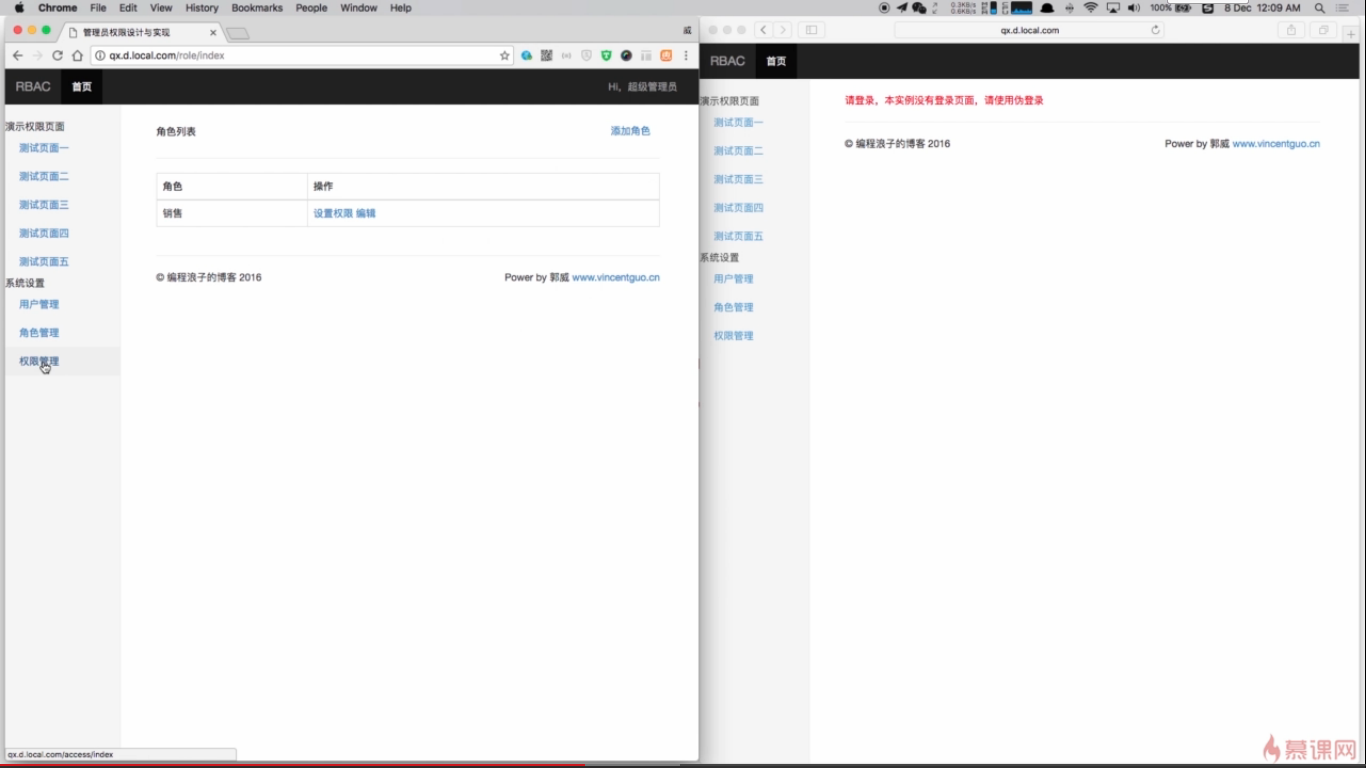 Chrome File Edit View History Bookmarks People Window Help
0.3KB/s
0.6KB/s
100%
8 Dec 12:09 AM
管理员权限设计与实现
威
qx.d.local.com/role/index
RBAC 首页
Hi，超级管理员
演示权限页面
测试页面一
测试页面二
测试页面三
测试页面四
测试页面五
系统设置
用户管理
角色管理
权限管理
角色列表
添加角色
角色 操作
销售 设置权限 编辑
© 编程浪子的博客 2016
Power by 郭威 www.vincentguo.cn
qx.d.local.com/access/index
qx.d.local.com
RBAC 首页
演示权限页面
测试页面一
测试页面二
测试页面三
测试页面四
测试页面五
系统设置
用户管理
角色管理
权限管理
请登录，本实例没有登录页面，请使用伪登录
© 编程浪子的博客 2016
Power by 郭威 www.vincentguo.cn
慕课网